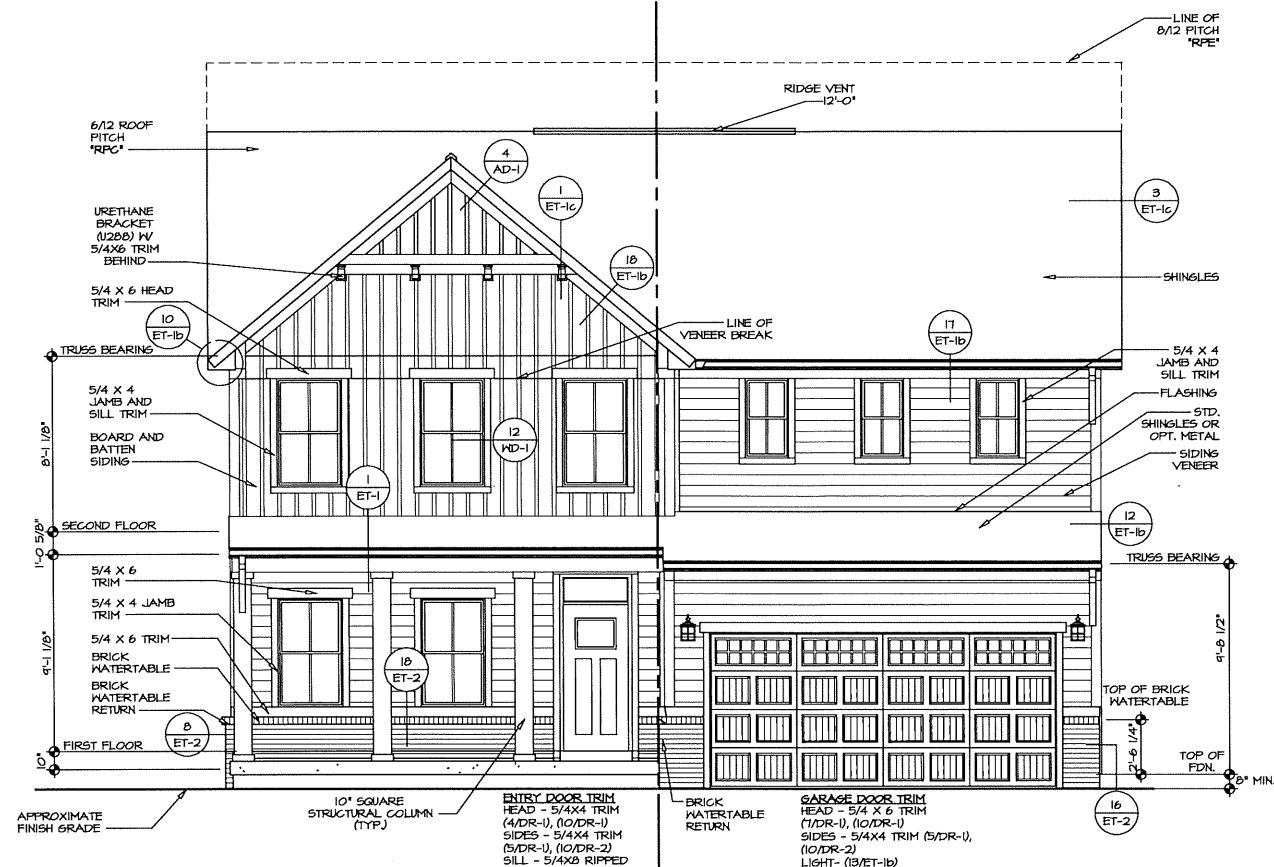 LINE OF
8/12 PITCH
"RPE"
RIDGE VENT
12'-0"
6/12 ROOF
PITCH
"RPC"
4
AD-1
1
ET-1c
3
ET-1c
URETHANE
BRACKET
(U288) W/
5/4X6 TRIM
BEHIND
18
ET-1b
SHINGLES
5/4 X 6 HEAD
TRIM
10
ET-1b
LINE OF
VENEER BREAK
17
ET-1b
TRUSS BEARING
5/4 X 4
JAMB AND
SILL TRIM
5/4 X 4
JAMB AND
SILL TRIM
FLASHING
STD.
SHINGLES OR
OPT. METAL
8'-1 1/8"
BOARD AND
BATTEN
SIDING
12
WD-1
SIDING
VENEER
1
ET-1
SECOND FLOOR
12
ET-1b
1'-0 5/8"
TRUSS BEARING
5/4 X 6
TRIM
5/4 X 4 JAMB
TRIM
5/4 X 6 TRIM
BRICK
WATERTABLE
BRICK
WATERTABLE
RETURN
9'-1 1/8"
9'-8 1/2"
18
ET-2
TOP OF BRICK
WATERTABLE
8
ET-2
FIRST FLOOR
2'-6 1/4"
10"
TOP OF
FDN.
8" MIN.
APPROXIMATE
FINISH GRADE
10" SQUARE
STRUCTURAL COLUMN
(TYP.)
ENTRY DOOR TRIM
HEAD - 5/4X4 TRIM
(4/DR-1), (10/DR-1)
SIDES - 5/4X4 TRIM
(5/DR-1), (10/DR-2)
SILL - 5/4X8 RIPPED
BRICK
WATERTABLE
RETURN
GARAGE DOOR TRIM
HEAD - 5/4 X 6 TRIM
(7/DR-1), (10/DR-1)
SIDES - 5/4X4 TRIM (5/DR-1),
(10/DR-2)
LIGHT- (13/ET-1b)
16
ET-2